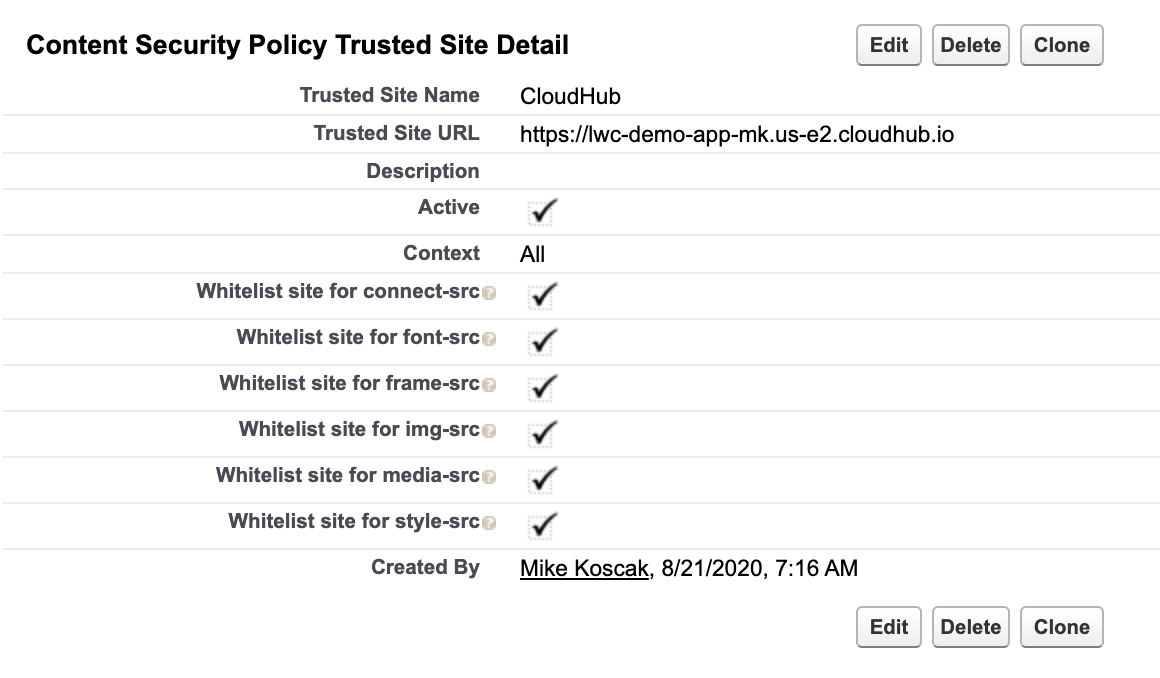 Content Security Policy Trusted Site Detail Edit Delete Clone
Trusted Site Name CloudHub
Trusted Site URL https://lwc-demo-app-mk.us-e2.cloudhub.io
Description
Active
Context All
Whitelist site for connect-src ?
Whitelist site for font-src ?
Whitelist site for frame-src ?
Whitelist site for img-src ?
Whitelist site for media-src ?
Whitelist site for style-src ?
Created By Mike Koscak, 8/21/2020, 7:16 AM
Edit Delete Clone